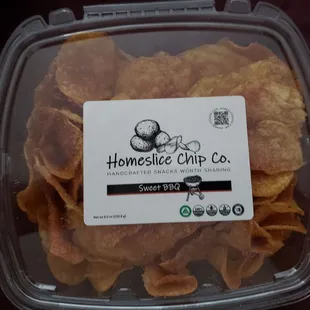 Homeslice Chip Co.
HANDCRAFTED SNACKS WORTH SHARING
Sweet BBQ